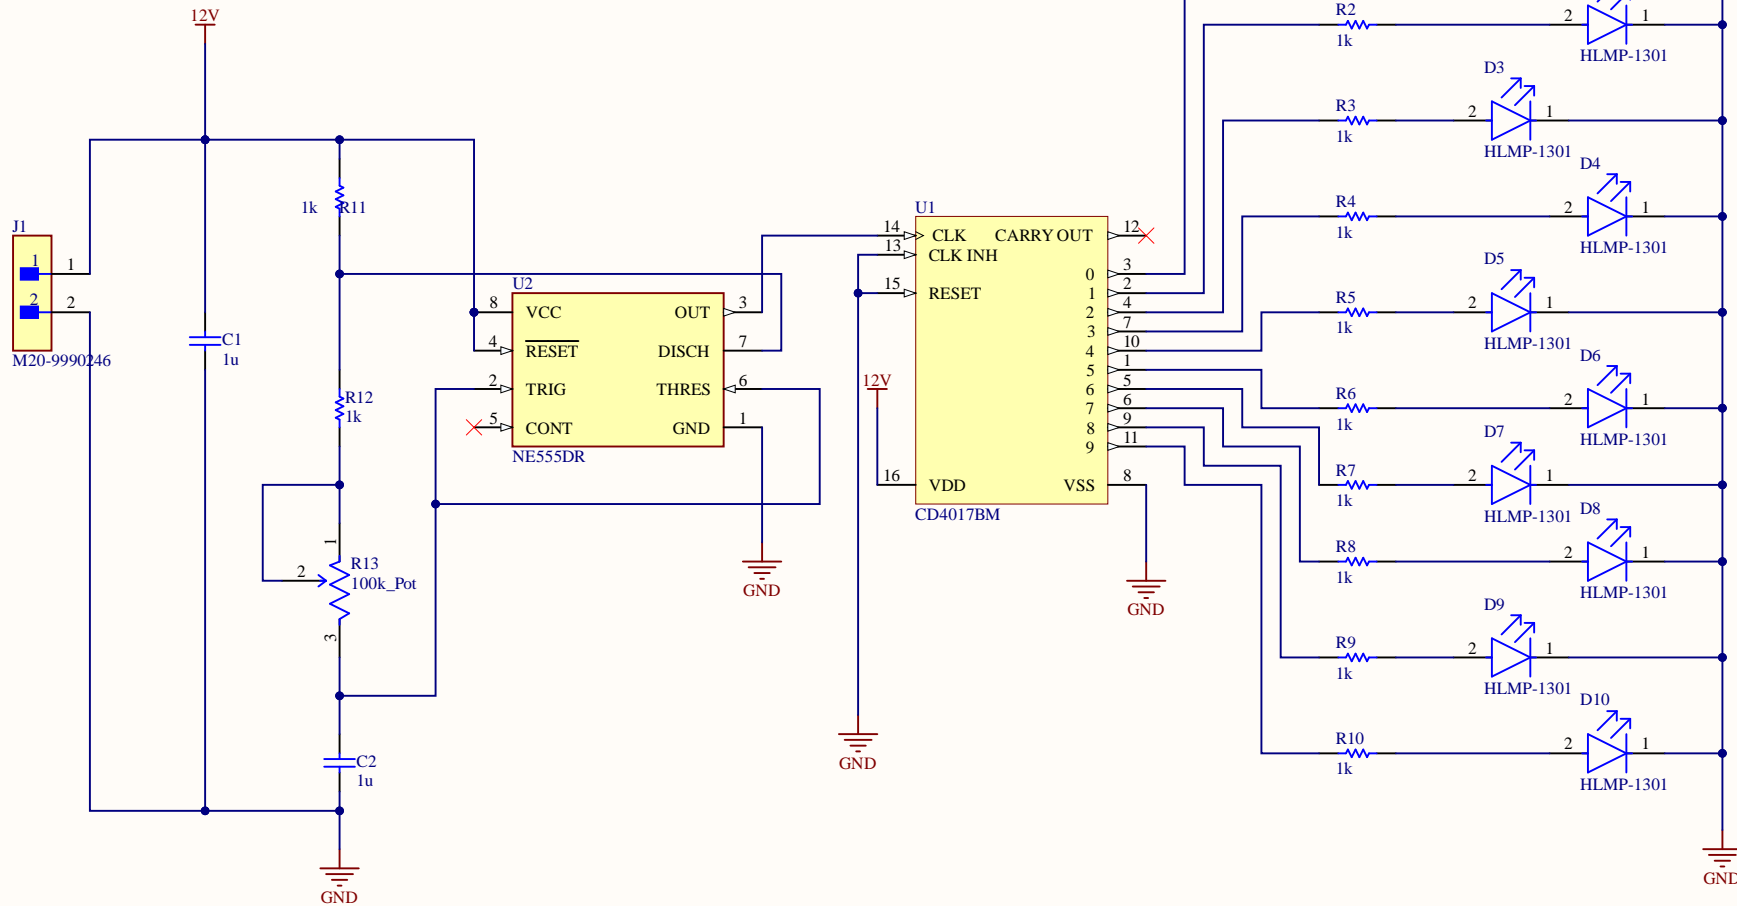 12V
J1
1
1
2
2
M20-9990246
C1
1u
1k
R11
R12
1k
1
R13
2
100k_Pot
3
C2
1u
GND
U2
8
VCC
OUT
3
4
RESET
DISCH
7
2
TRIG
THRES
6
5
CONT
GND
1
NE555DR
GND
U1
14
CLK
CARRY OUT
12
13
CLK INH
0
3
15
RESET
1
2
2
4
3
7
4
10
5
1
6
5
7
6
8
9
9
11
12V
16
VDD
VSS
8
CD4017BM
GND
GND
R2
1k
2
1
HLMP-1301
D3
R3
1k
2
1
HLMP-1301
D4
R4
1k
2
1
HLMP-1301
D5
R5
1k
2
1
HLMP-1301
D6
R6
1k
2
1
HLMP-1301
D7
R7
1k
2
1
HLMP-1301
D8
R8
1k
2
1
HLMP-1301
D9
R9
1k
2
1
HLMP-1301
D10
R10
1k
2
1
HLMP-1301
GND